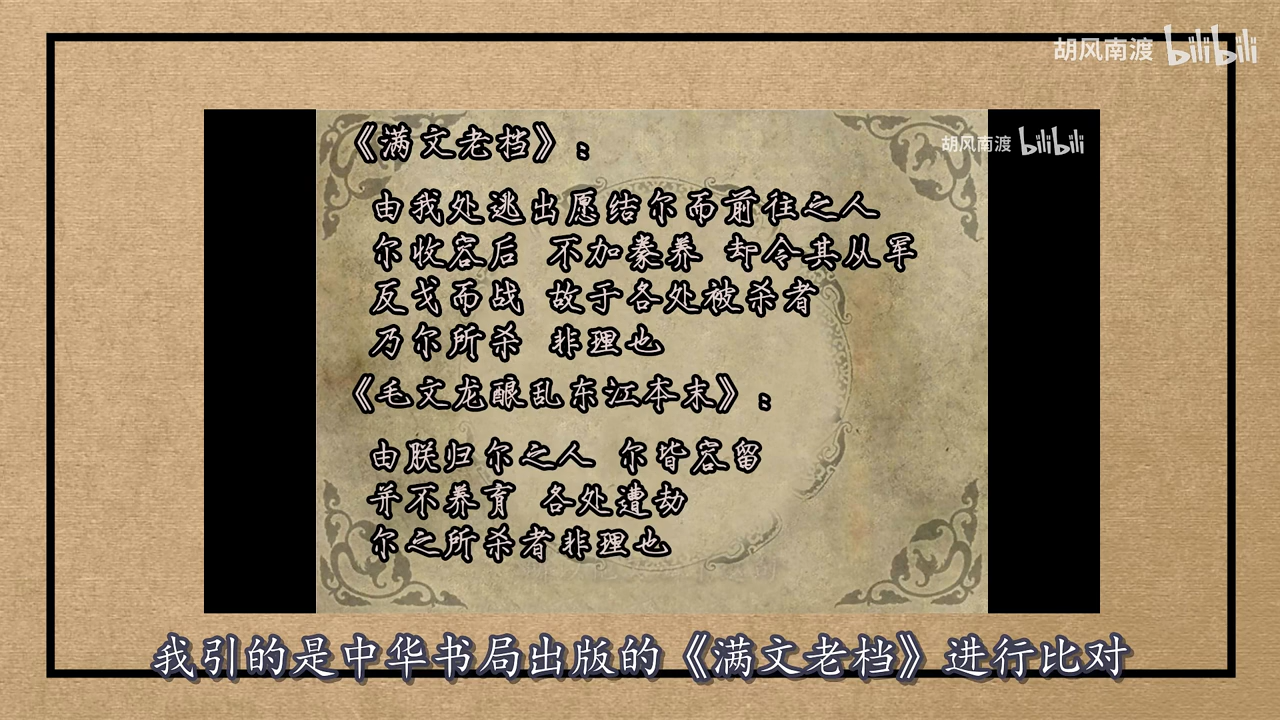 胡风南渡 bilibili
胡风南渡 bilibili
《满文老档》：
由我处逃出愿结尔而前往之人
尔收容后 不加豢养 却令其从军
反戈而战 故于各处被杀者
乃尔所杀 非理也
《毛文龙酿乱东江本末》：
由朕归尔之人 尔皆容留
并不养育 各处遭劫
尔之所杀者非理也
我引的是中华书局出版的《满文老档》进行比对